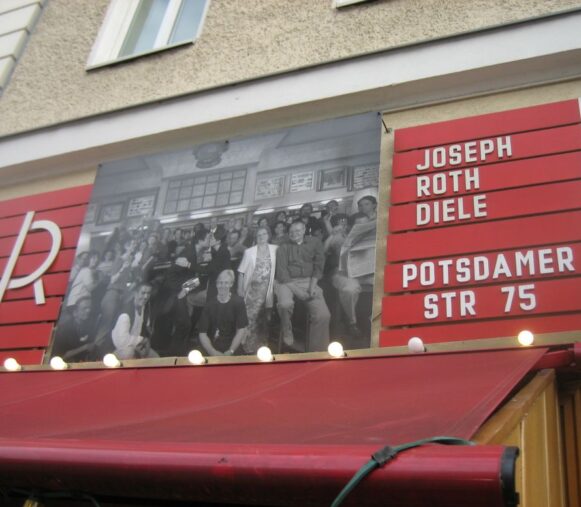 R
JOSEPH
ROTH
DIELE
POTSDAMER
STR 75